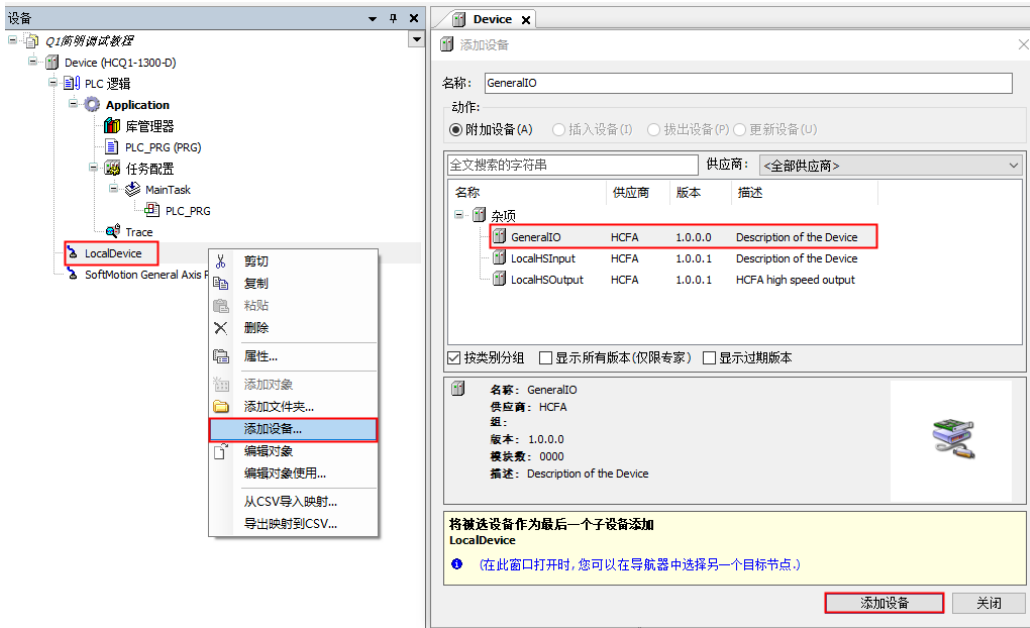 设备
Q1简明调试教程
Device (HCQ1-1300-D)
PLC 逻辑
Application
库管理器
PLC_PRG (PRG)
任务配置
MainTask
PLC_PRG
Trace
LocalDevice
SoftMotion General Axis P
剪切
复制
粘贴
删除
属性...
添加对象
添加文件夹...
添加设备...
编辑对象
编辑对象使用...
从CSV导入映射...
导出映射到CSV...
Device
添加设备
名称: GeneralIO
动作:
附加设备(A) 插入设备(I) 拔出设备(P) 更新设备(U)
全文搜索的字符串 供应商: <全部供应商>
名称 供应商 版本 描述
杂项
GeneralIO HCFA 1.0.0.0 Description of the Device
LocalHSInput HCFA 1.0.0.1 Description of the Device
LocalHSOutput HCFA 1.0.0.1 HCFA high speed output
按类别分组 显示所有版本(仅限专家) 显示过期版本
名称: GeneralIO
供应商: HCFA
组:
版本: 1.0.0.0
模块数: 0000
描述: Description of the Device
将被选设备作为最后一个子设备添加
LocalDevice
(在此窗口打开时,您可以在导航器中选择另一个目标节点.)
添加设备 关闭